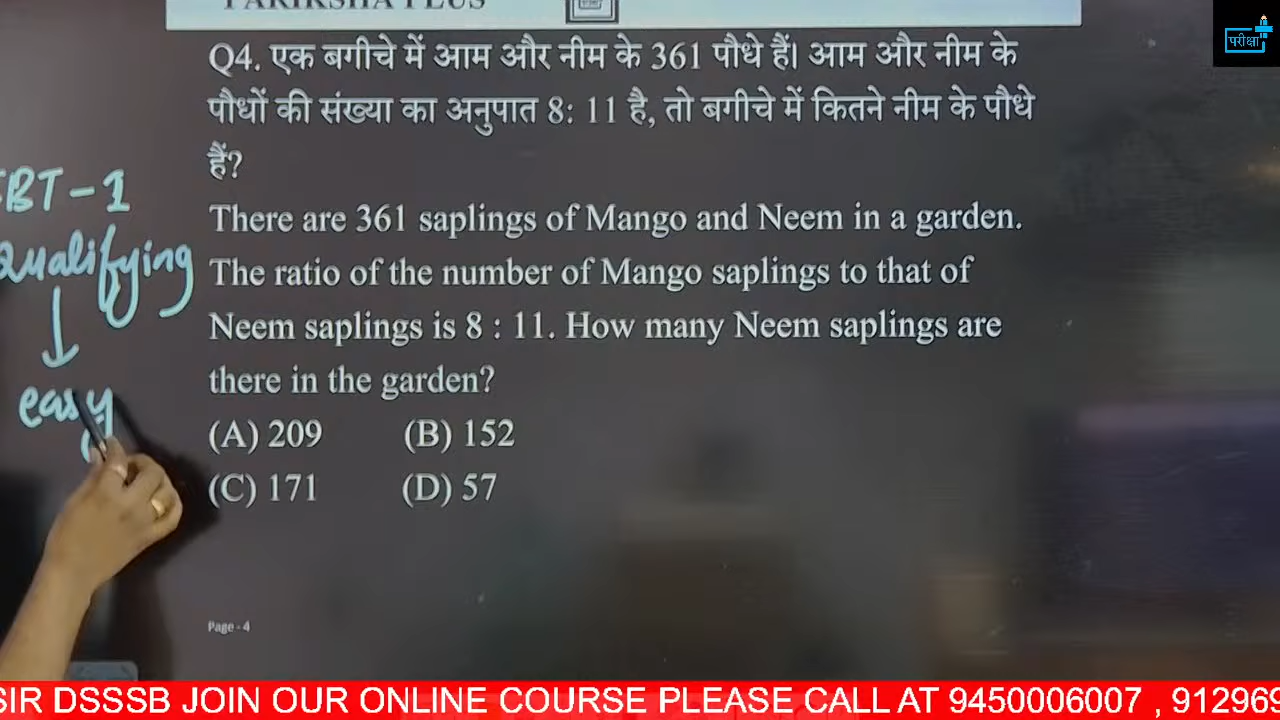 PARIKSHA PLUS
परीक्षा
Q4. एक बगीचे में आम और नीम के 361 पौधे हैं। आम और नीम के
पौधों की संख्या का अनुपात 8: 11 है, तो बगीचे में कितने नीम के पौधे
हैं?
There are 361 saplings of Mango and Neem in a garden.
The ratio of the number of Mango saplings to that of
Neem saplings is 8 : 11. How many Neem saplings are
there in the garden?
(A) 209 (B) 152
(C) 171 (D) 57
BT-1
Qualifying
easy
Page - 4
SIR DSSSB JOIN OUR ONLINE COURSE PLEASE CALL AT 9450006007 , 91296